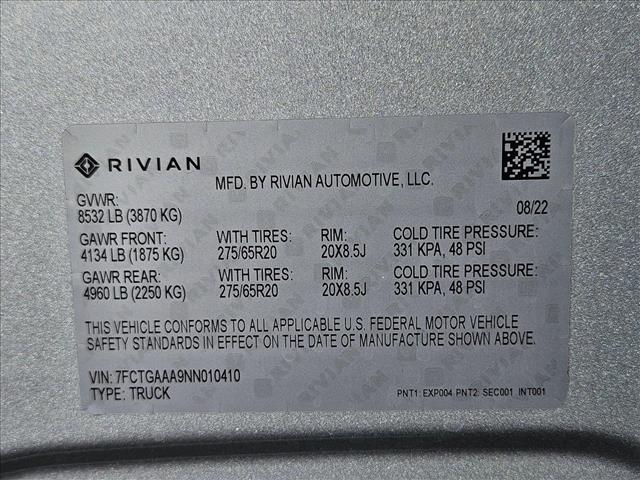 RIVIAN
MFD. BY RIVIAN AUTOMOTIVE, LLC.
GVWR:
8532 LB (3870 KG)
08/22
GAWR FRONT: WITH TIRES: RIM: COLD TIRE PRESSURE:
4134 LB (1875 KG) 275/65R20 20X8.5J 331 KPA, 48 PSI
GAWR REAR: WITH TIRES: RIM: COLD TIRE PRESSURE:
4960 LB (2250 KG) 275/65R20 20X8.5J 331 KPA, 48 PSI
THIS VEHICLE CONFORMS TO ALL APPLICABLE U.S. FEDERAL MOTOR VEHICLE
SAFETY STANDARDS IN EFFECT ON THE DATE OF MANUFACTURE SHOWN ABOVE.
VIN: 7FCTGAAA9NN010410
TYPE: TRUCK
PNT1: EXP004 PNT2: SEC001 INT001